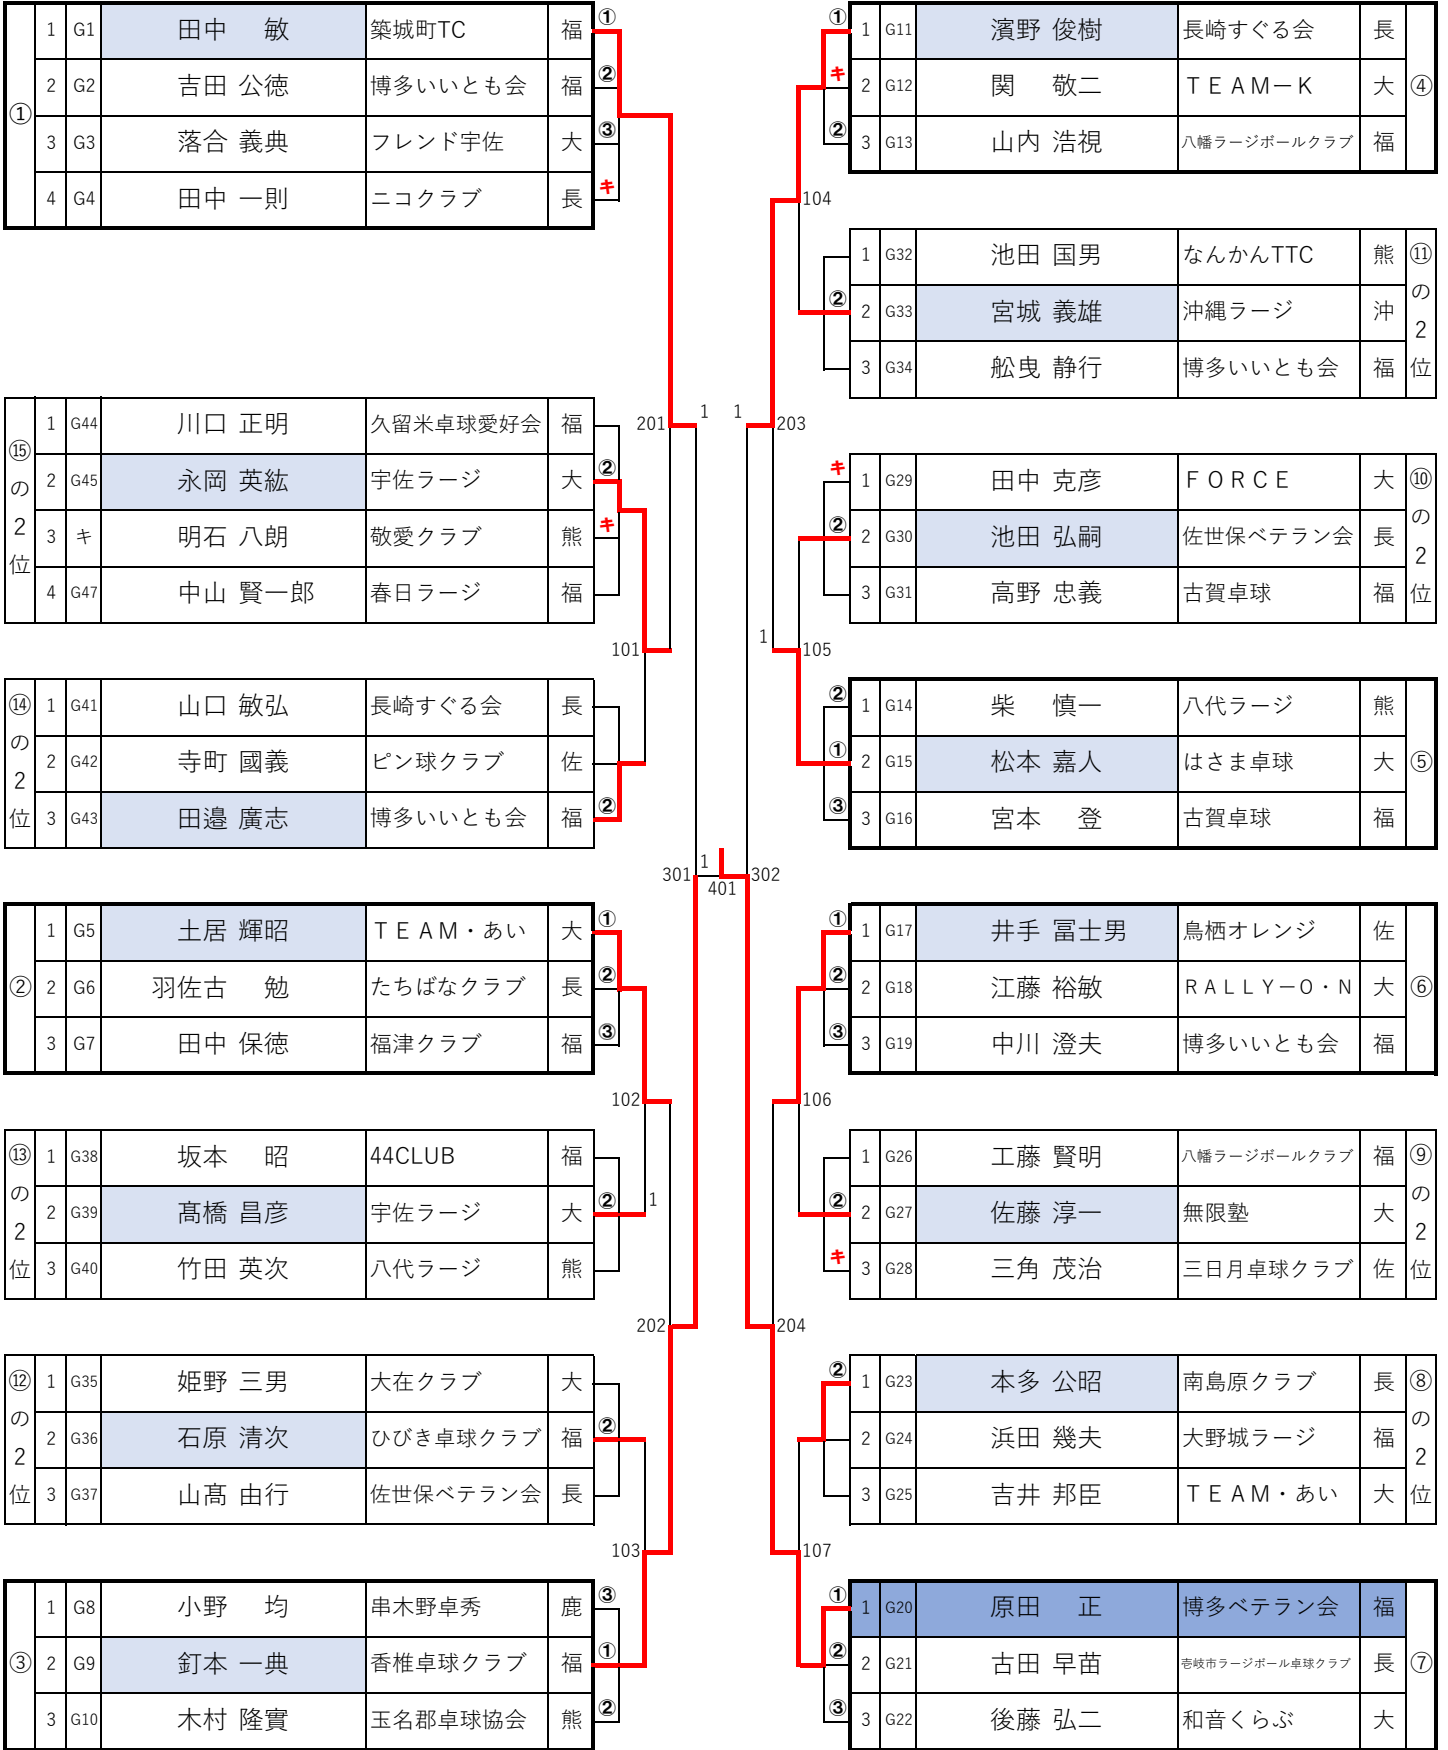 ①
1 G1 田中　敏 築城町TC 福 ①
2 G2 吉田 公徳 博多いいとも会 福 ②
3 G3 落合 義典 フレンド宇佐 大 ③
4 G4 田中 一則 ニコクラブ 長 キ
⑮の2位
1 G44 川口 正明 久留米卓球愛好会 福
2 G45 永岡 英紘 宇佐ラージ 大 ②
3 キ 明石 八朗 敬愛クラブ 熊 キ
4 G47 中山 賢一郎 春日ラージ 福
201 1
101
⑭の2位
1 G41 山口 敏弘 長崎すぐる会 長
2 G42 寺町 國義 ピン球クラブ 佐
3 G43 田邉 廣志 博多いいとも会 福 ②
301 1
401
②
1 G5 土居 輝昭 ＴＥＡＭ・あい 大 ①
2 G6 羽佐古　勉 たちばなクラブ 長 ②
3 G7 田中 保徳 福津クラブ 福 ③
102
⑬の2位
1 G38 坂本　昭 44CLUB 福
2 G39 髙橋 昌彦 宇佐ラージ 大 ② 1
3 G40 竹田 英次 八代ラージ 熊
202
⑫の2位
1 G35 姫野 三男 大在クラブ 大
2 G36 石原 清次 ひびき卓球クラブ 福 ②
3 G37 山髙 由行 佐世保ベテラン会 長
103
③
1 G8 小野　均 串木野卓秀 鹿 ③
2 G9 釘本 一典 香椎卓球クラブ 福 ①
3 G10 木村 隆實 玉名郡卓球協会 熊 ②
① 1 G11 濱野 俊樹 長崎すぐる会 長
キ 2 G12 関　敬二 ＴＥＡＭーＫ 大 ④
② 3 G13 山内 浩視 八幡ラージボールクラブ 福
104
1 G32 池田 国男 なんかんTTC 熊
② 2 G33 宮城 義雄 沖縄ラージ 沖
3 G34 舩曳 静行 博多いいとも会 福
⑪の2位
1 203
キ 1 G29 田中 克彦 ＦＯＲＣＥ 大
② 2 G30 池田 弘嗣 佐世保ベテラン会 長
3 G31 高野 忠義 古賀卓球 福
⑩の2位
1 105
② 1 G14 柴　慎一 八代ラージ 熊
① 2 G15 松本 嘉人 はさま卓球 大 ⑤
③ 3 G16 宮本　登 古賀卓球 福
302
① 1 G17 井手 冨士男 鳥栖オレンジ 佐
② 2 G18 江藤 裕敏 ＲＡＬＬＹーＯ・Ｎ 大 ⑥
③ 3 G19 中川 澄夫 博多いいとも会 福
106
1 G26 工藤 賢明 八幡ラージボールクラブ 福
② 2 G27 佐藤 淳一 無限塾 大
キ 3 G28 三角 茂治 三日月卓球クラブ 佐
⑨の2位
204
② 1 G23 本多 公昭 南島原クラブ 長
2 G24 浜田 幾夫 大野城ラージ 福
3 G25 吉井 邦臣 ＴＥＡＭ・あい 大
⑧の2位
107
① 1 G20 原田　正 博多ベテラン会 福
② 2 G21 古田 早苗 壱岐市ラージボール卓球クラブ 長 ⑦
③ 3 G22 後藤 弘二 和音くらぶ 大